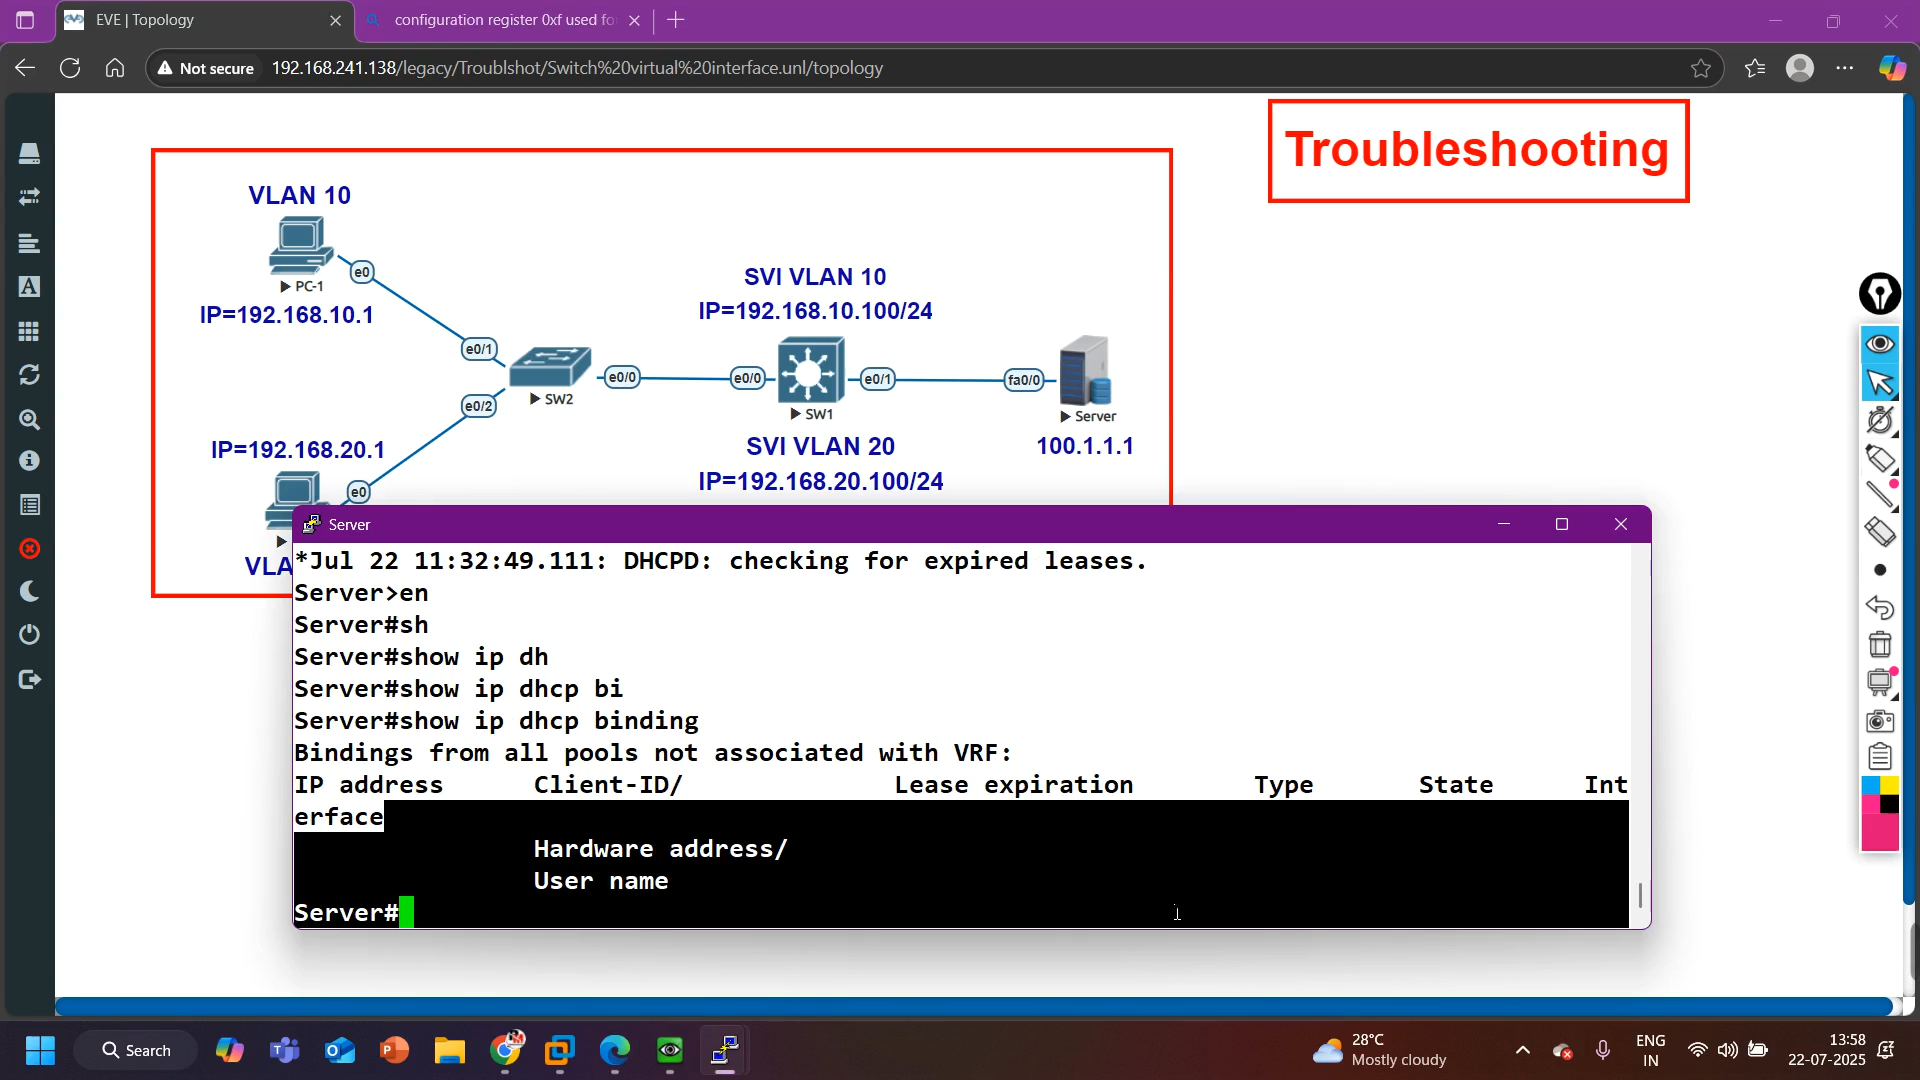 EVE | Topology
configuration register 0xf used fo
Not secure
192.168.241.138/legacy/Troublshot/Switch%20virtual%20interface.unl/topology
Troubleshooting
VLAN 10
e0
PC-1
IP=192.168.10.1
SVI VLAN 10
IP=192.168.10.100/24
e0/1
e0/0
e0/0
e0/1
fa0/0
SW2
e0/2
SW1
Server
IP=192.168.20.1
SVI VLAN 20
100.1.1.1
IP=192.168.20.100/24
e0
VLA
Server
*Jul 22 11:32:49.111: DHCPD: checking for expired leases.
Server>en
Server#sh
Server#show ip dh
Server#show ip dhcp bi
Server#show ip dhcp binding
Bindings from all pools not associated with VRF:
IP address Client-ID/ Lease expiration Type State Int
erface
Hardware address/
User name
Server#
Search
28°C
Mostly cloudy
ENG
IN
13:58
22-07-2025